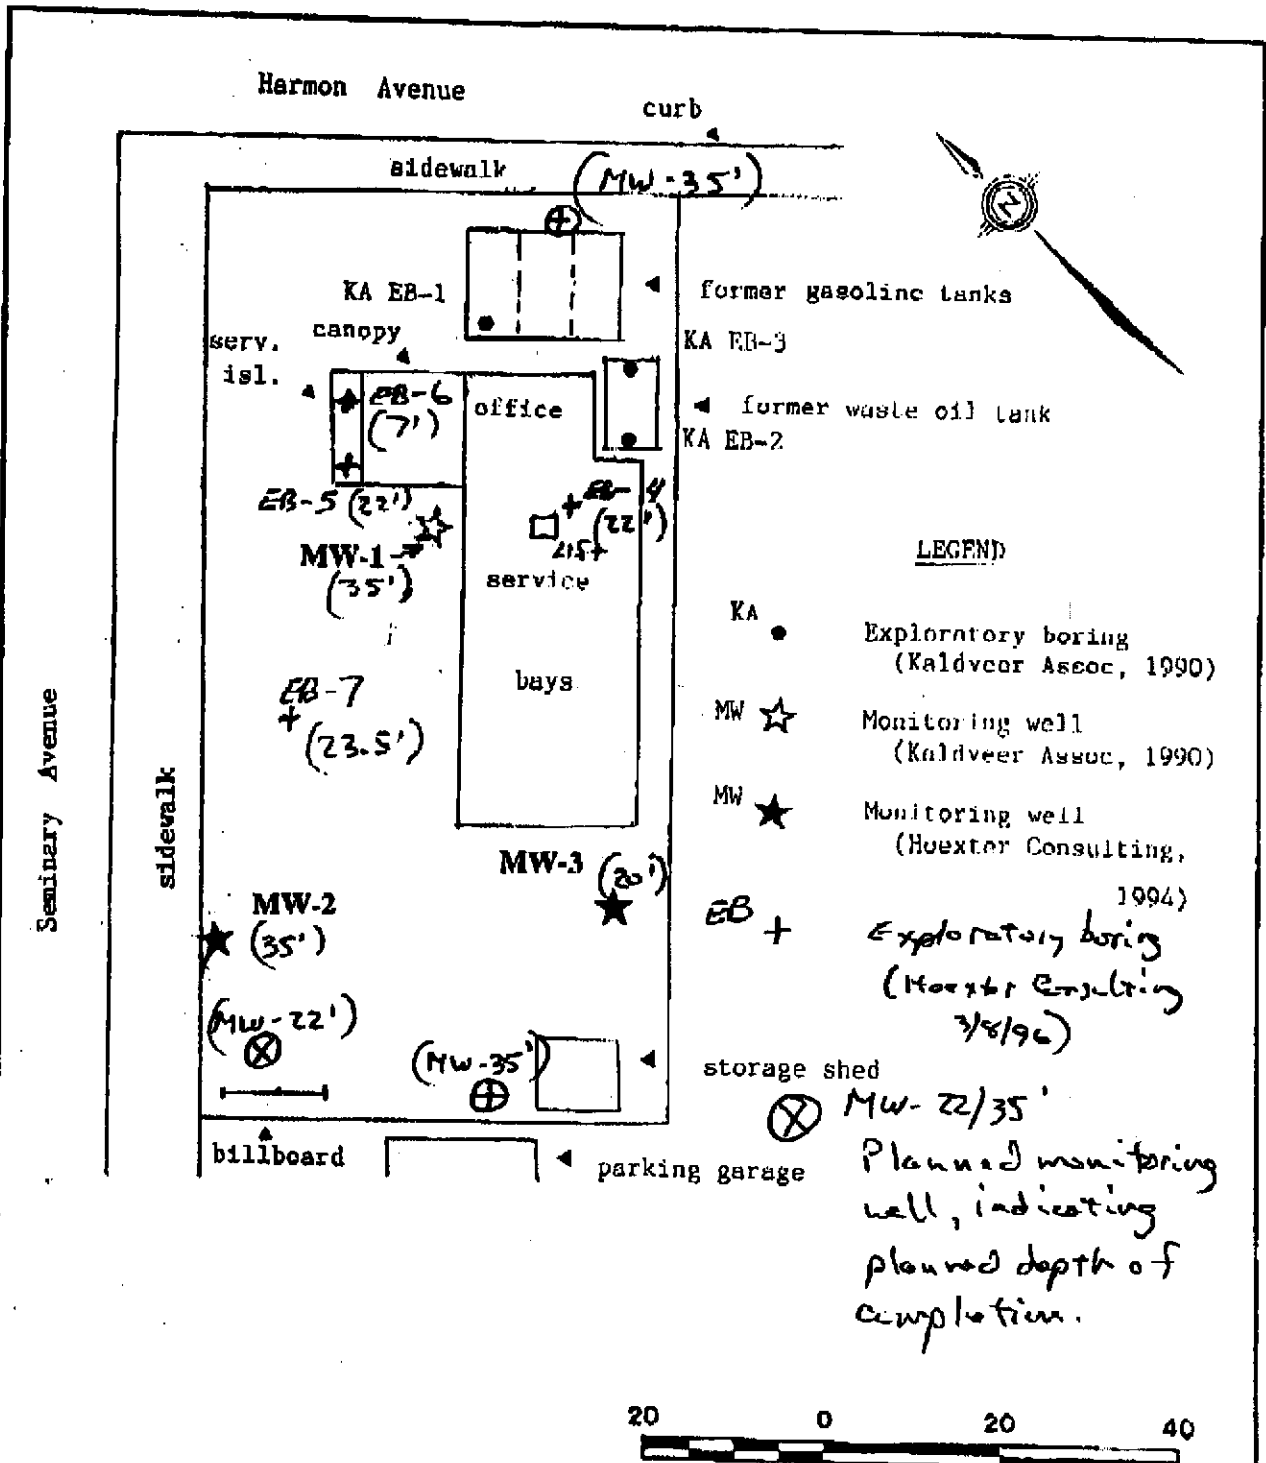 Harmon Avenue
curb
sidewalk
(MW-35')
KA EB-1
former gasoline tanks
canopy
KA EB-3
serv.
isl.
EB-6
(7')
office
former waste oil tank
KA EB-2
EB-5 (22')
EB-4
(22')
MW-1
(35')
service
bays
EB-7
(23.5')
Seminary Avenue
sidewalk
MW-3 (20')
MW-2
(35')
(MW-22')
(MW-35')
storage shed
billboard
parking garage
N
LEGEND
KA
Exploratory boring
(Kaldveer Assoc, 1990)
MW
Monitoring well
(Kaldveer Assoc, 1990)
MW
Monitoring well
(Hoexter Consulting,
1994)
EB
Exploratory boring
(Hoexter Consulting
3/8/96)
MW-22/35'
Planned monitoring
well, indicating
planned depth of
completion.
20 0 20 40